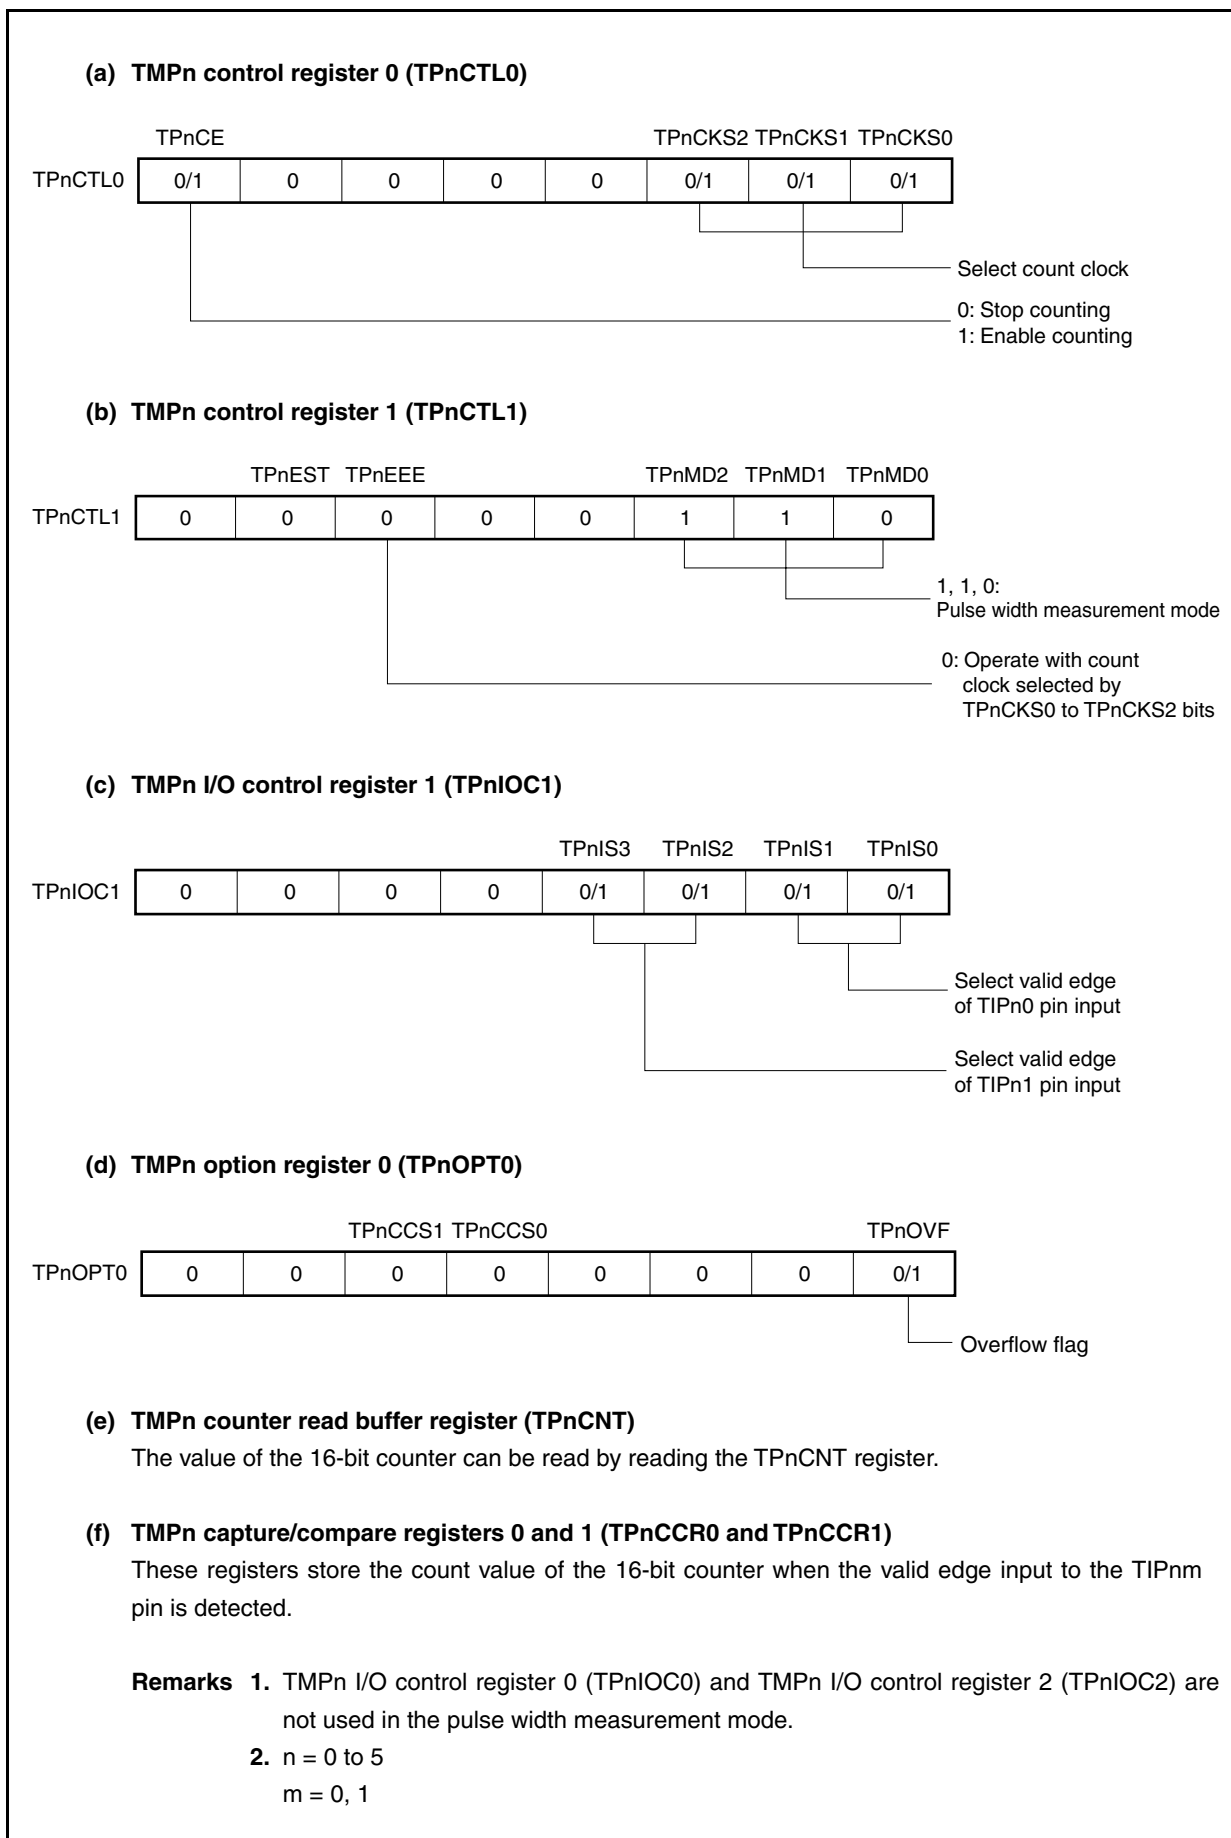 (a) TMPn control register 0 (TPnCTL0)
TPnCE TPnCKS2 TPnCKS1 TPnCKS0
TPnCTL0 0/1 0 0 0 0 0/1 0/1 0/1
Select count clock
0: Stop counting
1: Enable counting
(b) TMPn control register 1 (TPnCTL1)
TPnEST TPnEEE TPnMD2 TPnMD1 TPnMD0
TPnCTL1 0 0 0 0 0 1 1 0
1, 1, 0:
Pulse width measurement mode
0: Operate with count
clock selected by
TPnCKS0 to TPnCKS2 bits
(c) TMPn I/O control register 1 (TPnIOC1)
TPnIS3 TPnIS2 TPnIS1 TPnIS0
TPnIOC1 0 0 0 0 0/1 0/1 0/1 0/1
Select valid edge
of TIPn0 pin input
Select valid edge
of TIPn1 pin input
(d) TMPn option register 0 (TPnOPT0)
TPnCCS1 TPnCCS0 TPnOVF
TPnOPT0 0 0 0 0 0 0 0 0/1
Overflow flag
(e) TMPn counter read buffer register (TPnCNT)
The value of the 16-bit counter can be read by reading the TPnCNT register.
(f) TMPn capture/compare registers 0 and 1 (TPnCCR0 and TPnCCR1)
These registers store the count value of the 16-bit counter when the valid edge input to the TIPnm
pin is detected.
Remarks 1. TMPn I/O control register 0 (TPnIOC0) and TMPn I/O control register 2 (TPnIOC2) are
not used in the pulse width measurement mode.
2. n = 0 to 5
m = 0, 1